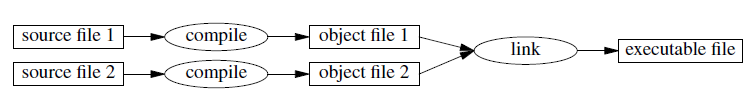 source file 1
compile
object file 1
link
executable file
source file 2
compile
object file 2